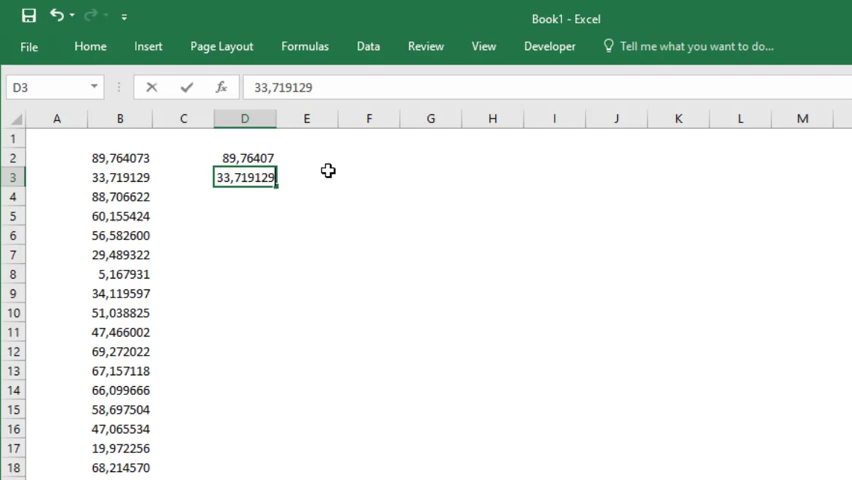 Book1 - Excel
File Home Insert Page Layout Formulas Data Review View Developer Tell me what you want to do...
D3 fx 33,719129
A B C D E F G H I J K L M
1
2 89,764073 89,76407
3 33,719129 33,719129
4 88,706622
5 60,155424
6 56,582600
7 29,489322
8 5,167931
9 34,119597
10 51,038825
11 47,466002
12 69,272022
13 67,157118
14 66,099666
15 58,697504
16 47,065534
17 19,972256
18 68,214570